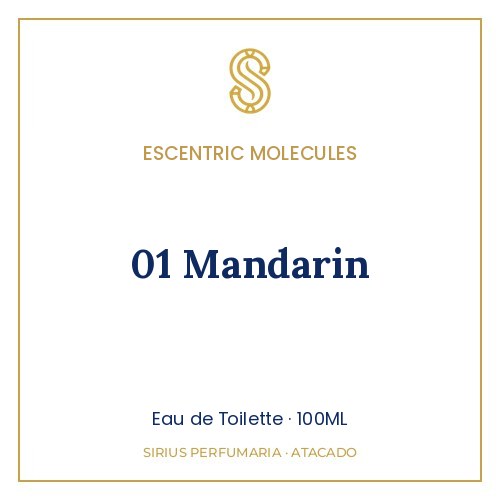 ESCENTRIC MOLECULES
01 Mandarin
Eau de Toilette · 100ML
SIRIUS PERFUMARIA · ATACADO